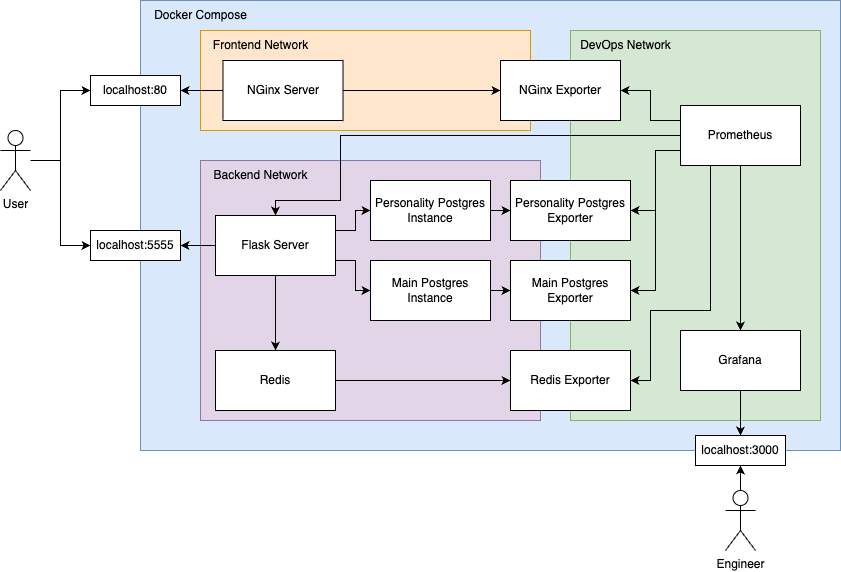 Docker Compose
Frontend Network
DevOps Network
localhost:80
NGinx Server
NGinx Exporter
Prometheus
User
Backend Network
Personality Postgres
Instance
Personality Postgres
Exporter
localhost:5555
Flask Server
Main Postgres
Instance
Main Postgres
Exporter
Redis
Redis Exporter
Grafana
localhost:3000
Engineer